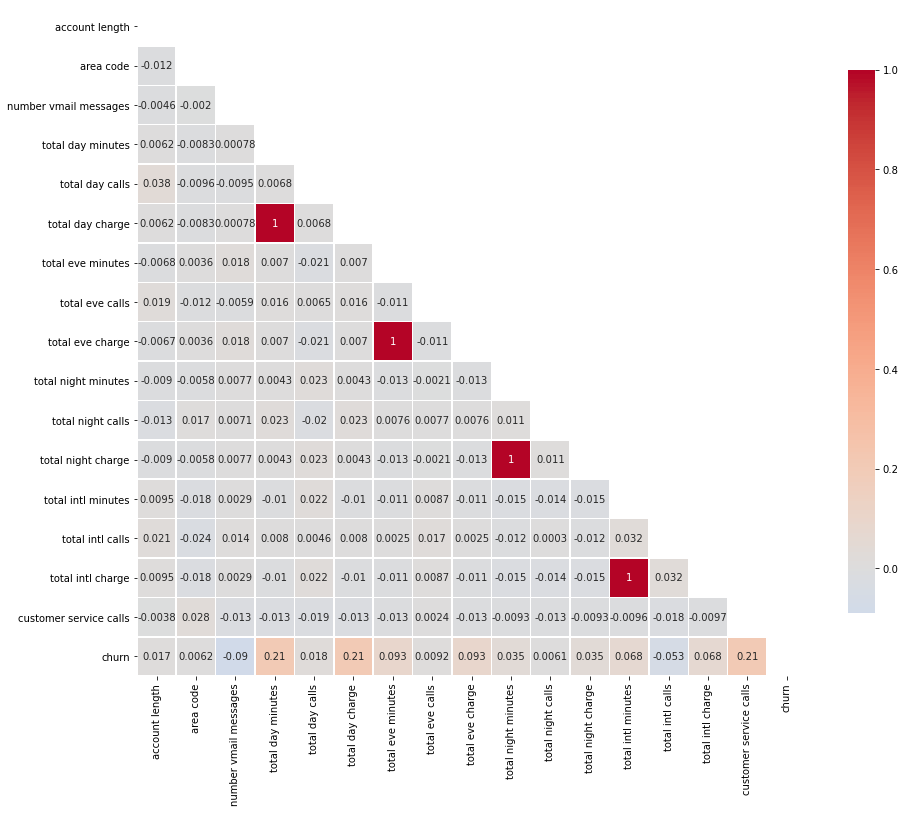 account length
area code -0.012
number vmail messages -0.0046 -0.002
total day minutes 0.0062 -0.0083 0.00078
total day calls 0.038 -0.0096 -0.0095 0.0068
total day charge 0.0062 -0.0083 0.00078 1 0.0068
total eve minutes -0.0068 0.0036 0.018 0.007 -0.021 0.007
total eve calls 0.019 -0.012 -0.0059 0.016 0.0065 0.016 -0.011
total eve charge -0.0067 0.0036 0.018 0.007 -0.021 0.007 1 -0.011
total night minutes -0.009 -0.0058 0.0077 0.0043 0.023 0.0043 -0.013 -0.0021 -0.013
total night calls -0.013 0.017 0.0071 0.023 -0.02 0.023 0.0076 0.0077 0.0076 0.011
total night charge -0.009 -0.0058 0.0077 0.0043 0.023 0.0043 -0.013 -0.0021 -0.013 1 0.011
total intl minutes 0.0095 -0.018 0.0029 -0.01 0.022 -0.01 -0.011 0.0087 -0.011 -0.015 -0.014 -0.015
total intl calls 0.021 -0.024 0.014 0.008 0.0046 0.008 0.0025 0.017 0.0025 -0.012 0.0003 -0.012 0.032
total intl charge 0.0095 -0.018 0.0029 -0.01 0.022 -0.01 -0.011 0.0087 -0.011 -0.015 -0.014 -0.015 1 0.032
customer service calls -0.0038 0.028 -0.013 -0.013 -0.019 -0.013 -0.013 0.0024 -0.013 -0.0093 -0.013 -0.0093 -0.0096 -0.018 -0.0097
churn 0.017 0.0062 -0.09 0.21 0.018 0.21 0.093 0.0092 0.093 0.035 0.0061 0.035 0.068 -0.053 0.068 0.21
account length
area code
number vmail messages
total day minutes
total day calls
total day charge
total eve minutes
total eve calls
total eve charge
total night minutes
total night calls
total night charge
total intl minutes
total intl calls
total intl charge
customer service calls
churn
1.0
0.8
0.6
0.4
0.2
0.0